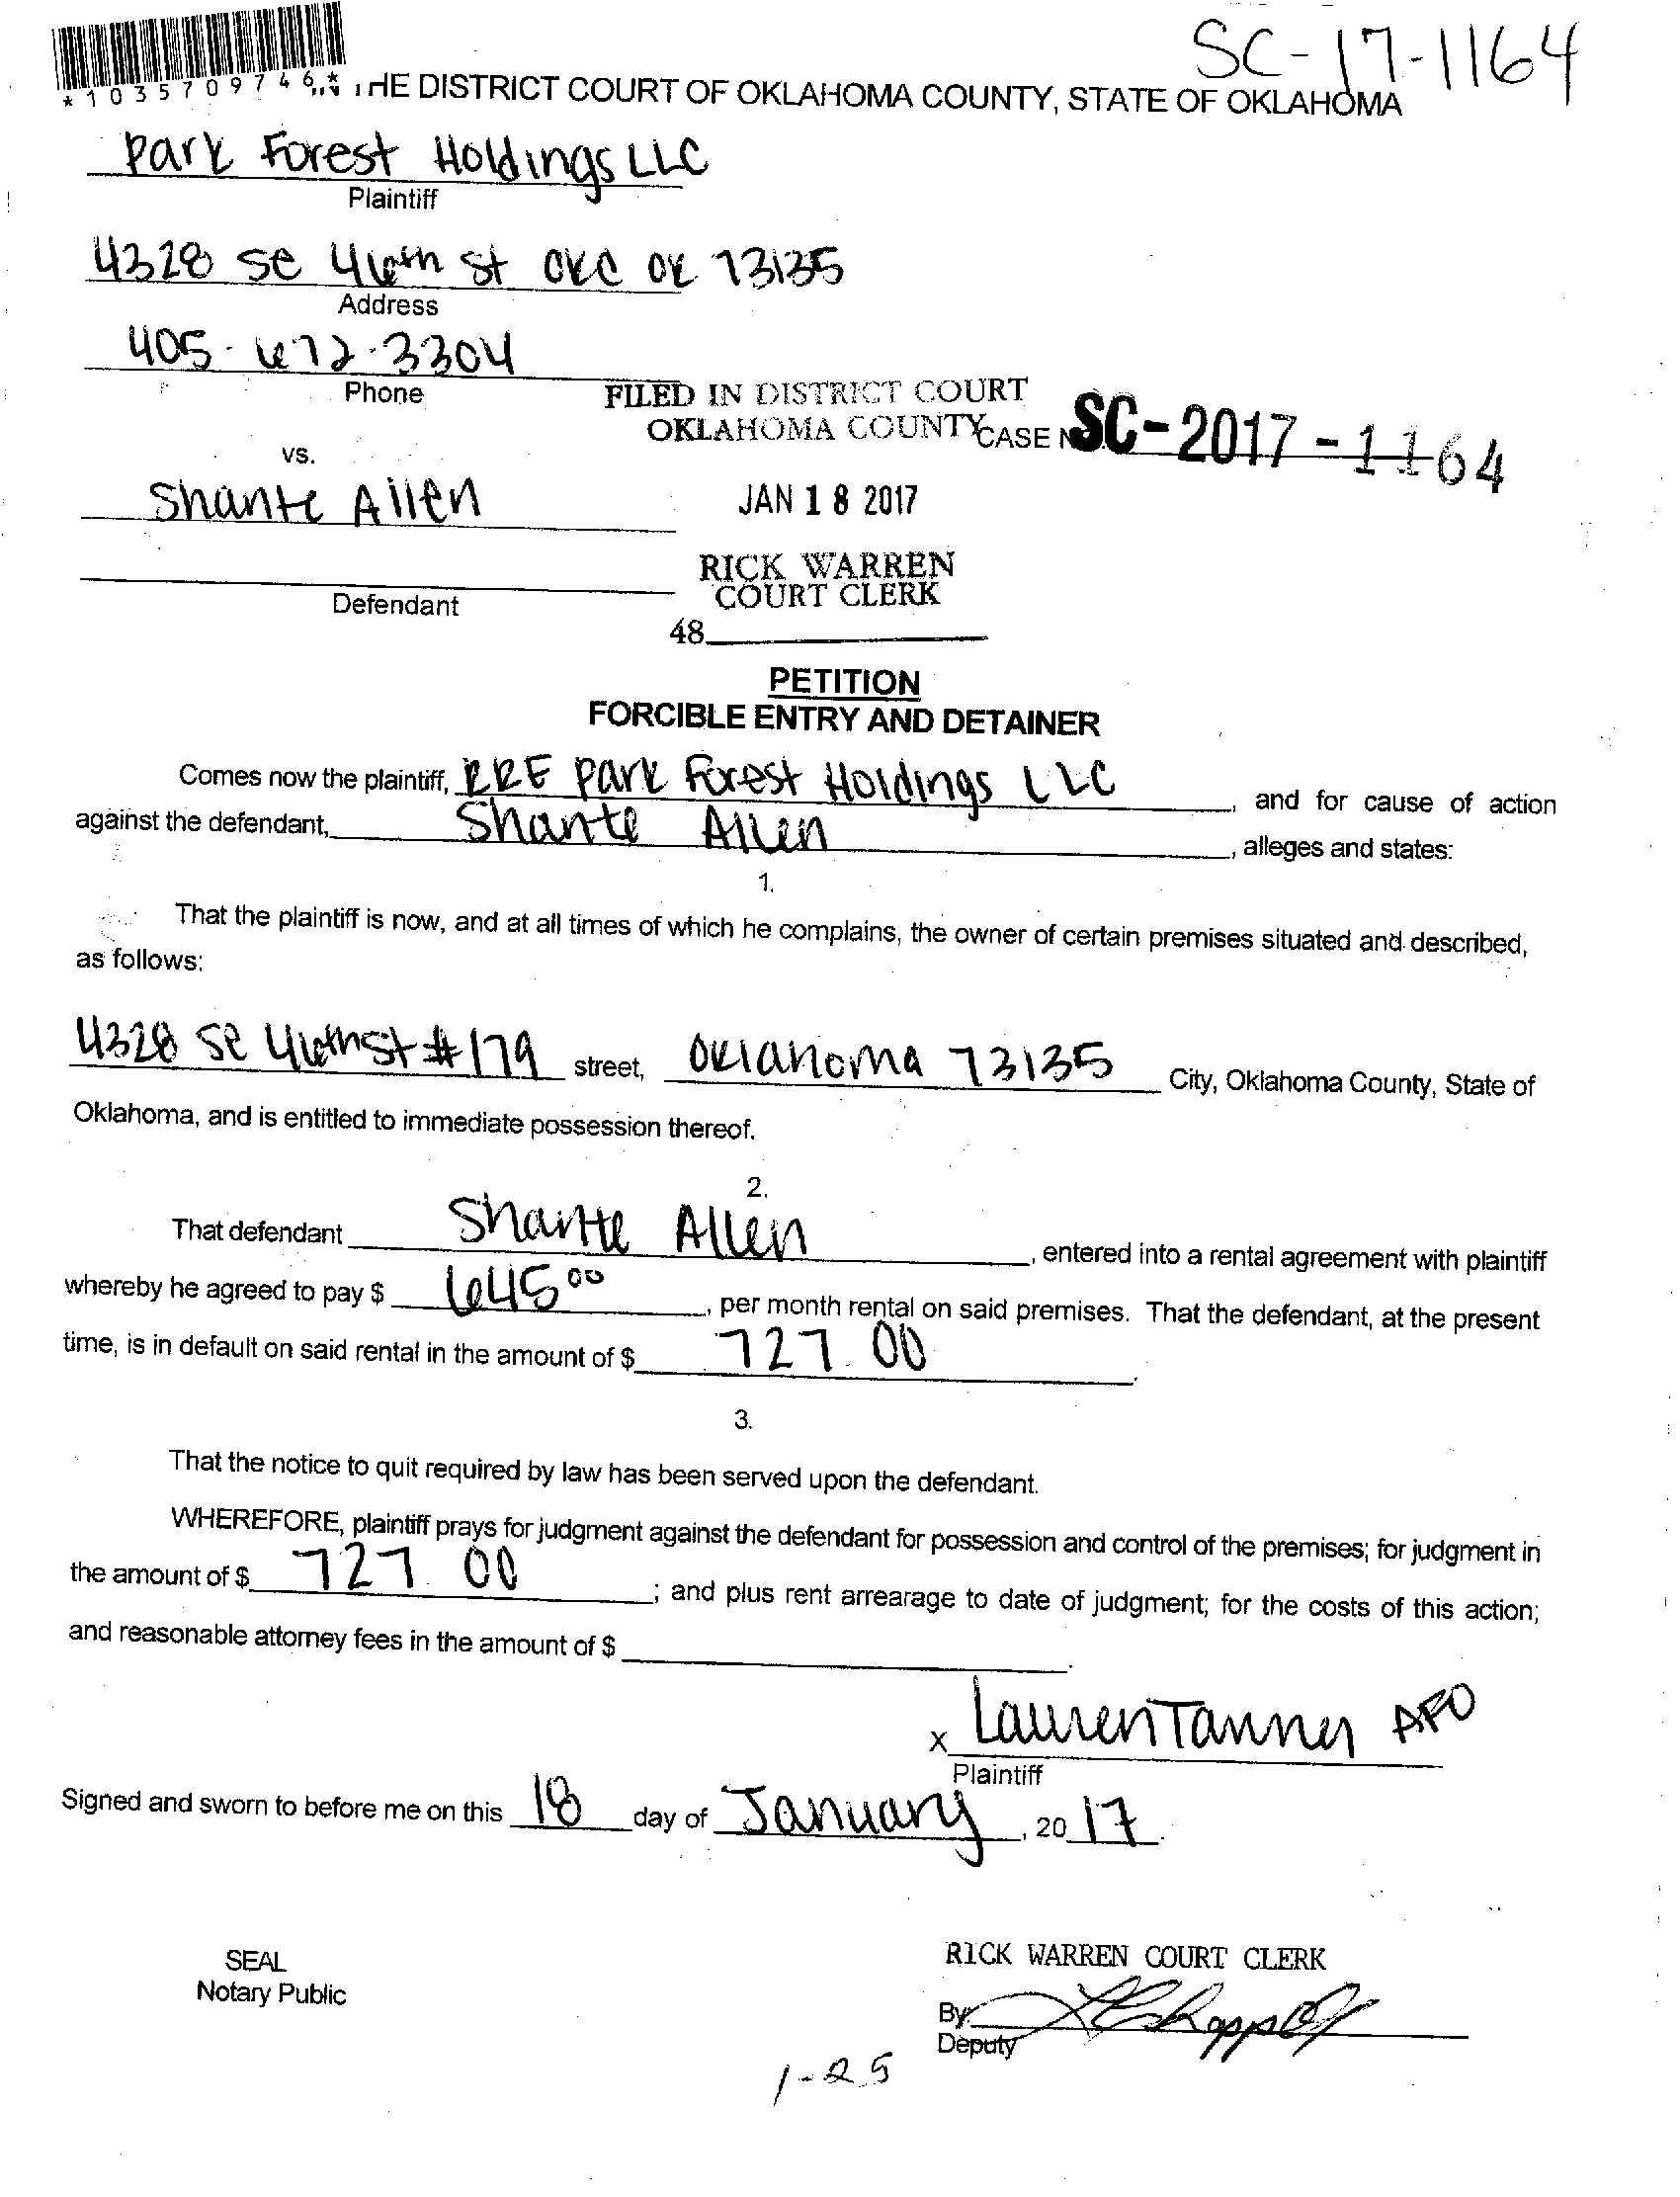 SC-17-1164
*1035709746*
THE DISTRICT COURT OF OKLAHOMA COUNTY, STATE OF OKLAHOMA
Park Forest Holdings LLC
Plaintiff
4328 SE 46th St OKC OK 73135
Address
405-672-3304
Phone
FILED IN DISTRICT COURT
OKLAHOMA COUNTY
CASE N SC-2017-1164
vs.
Shante Allen
JAN 18 2017
RICK WARREN
COURT CLERK
Defendant
48
PETITION
FORCIBLE ENTRY AND DETAINER
Comes now the plaintiff, RRE Park Forest Holdings LLC, and for cause of action
against the defendant, Shante Allen, alleges and states:
1.
That the plaintiff is now, and at all times of which he complains, the owner of certain premises situated and described,
as follows:
4328 SE 46th St #179 street, Oklahoma 73135 City, Oklahoma County, State of
Oklahoma, and is entitled to immediate possession thereof.
2.
That defendant Shante Allen, entered into a rental agreement with plaintiff
whereby he agreed to pay $ 645 00, per month rental on said premises. That the defendant, at the present
time, is in default on said rental in the amount of $ 727.00.
3.
That the notice to quit required by law has been served upon the defendant.
WHEREFORE, plaintiff prays for judgment against the defendant for possession and control of the premises; for judgment in
the amount of $ 727.00; and plus rent arrearage to date of judgment; for the costs of this action;
and reasonable attorney fees in the amount of $
x Lauren Tanner APO
Plaintiff
Signed and sworn to before me on this 18 day of January, 2017.
SEAL
Notary Public
RICK WARREN COURT CLERK
By
Deputy
1-25